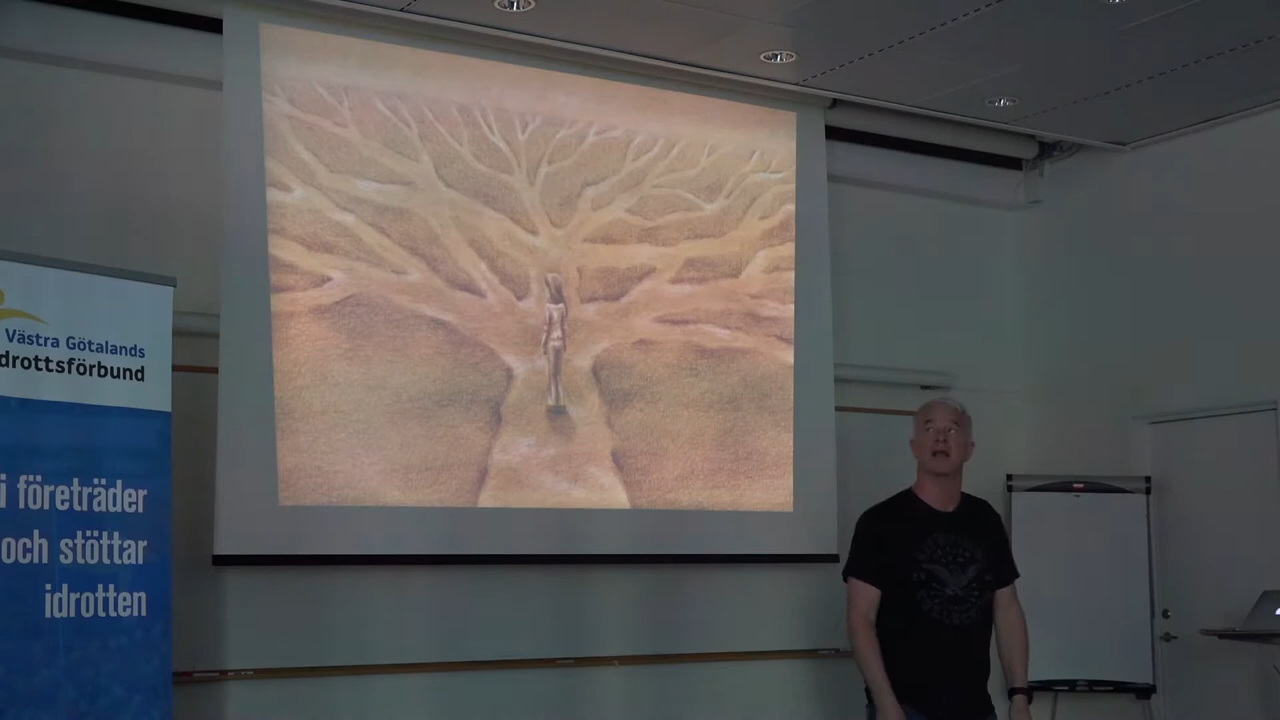 Västra Götalands
drottsförbund
i företräder
och stöttar
idrotten